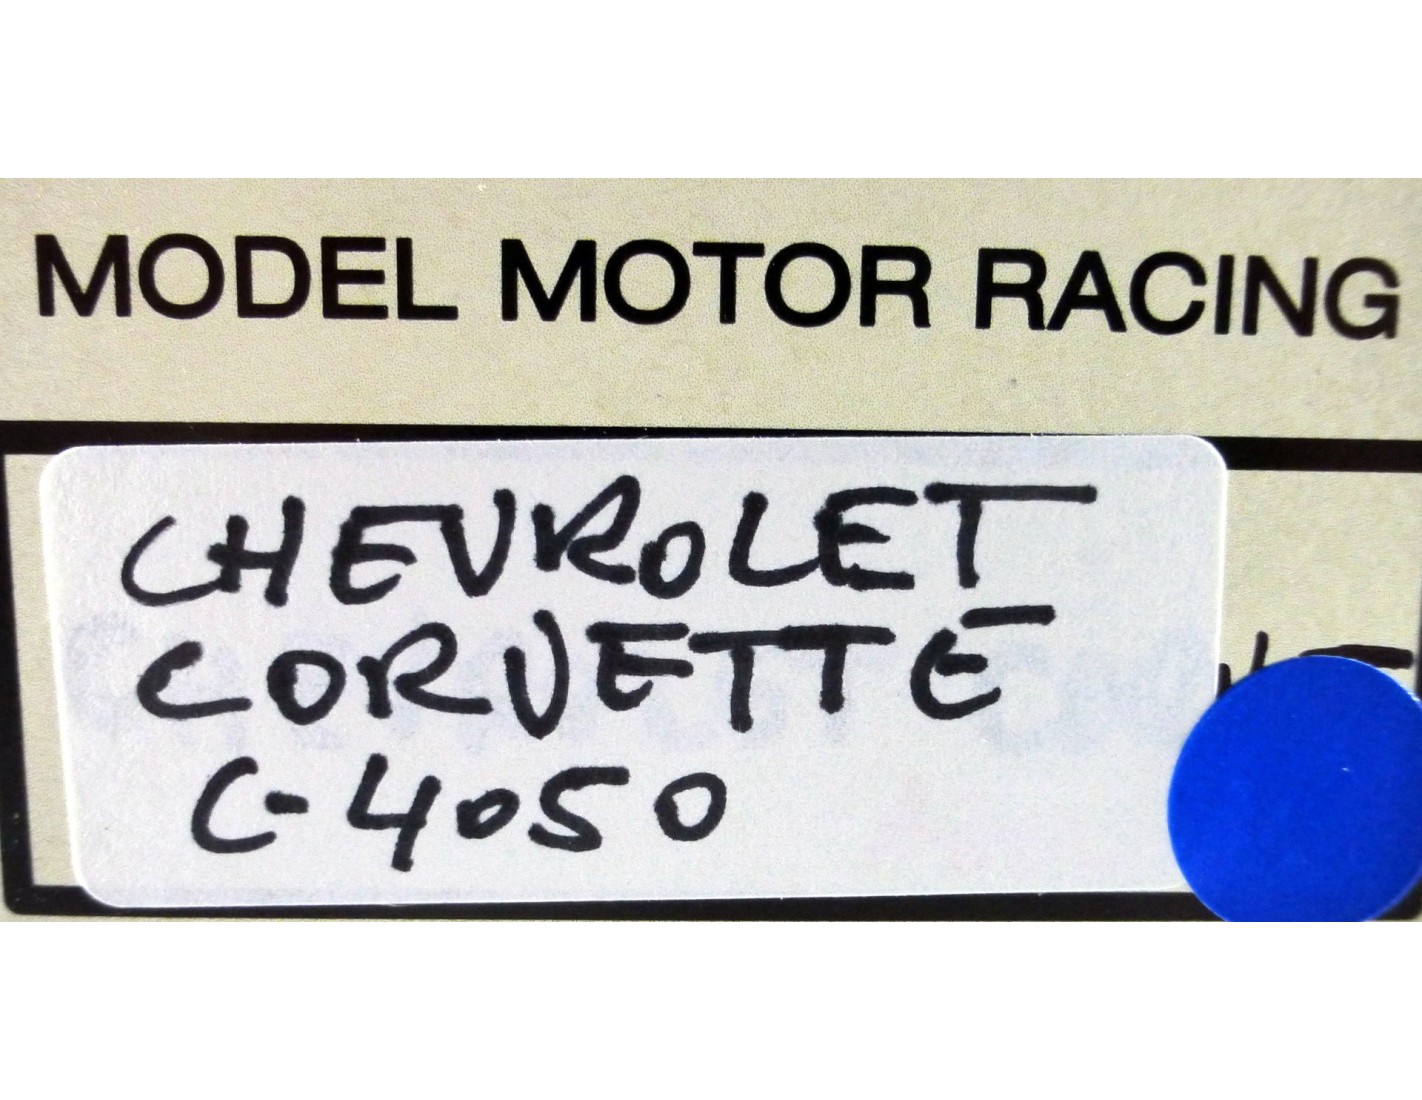 MODEL MOTOR RACING
CHEVROLET
CORVETTE
C-4050